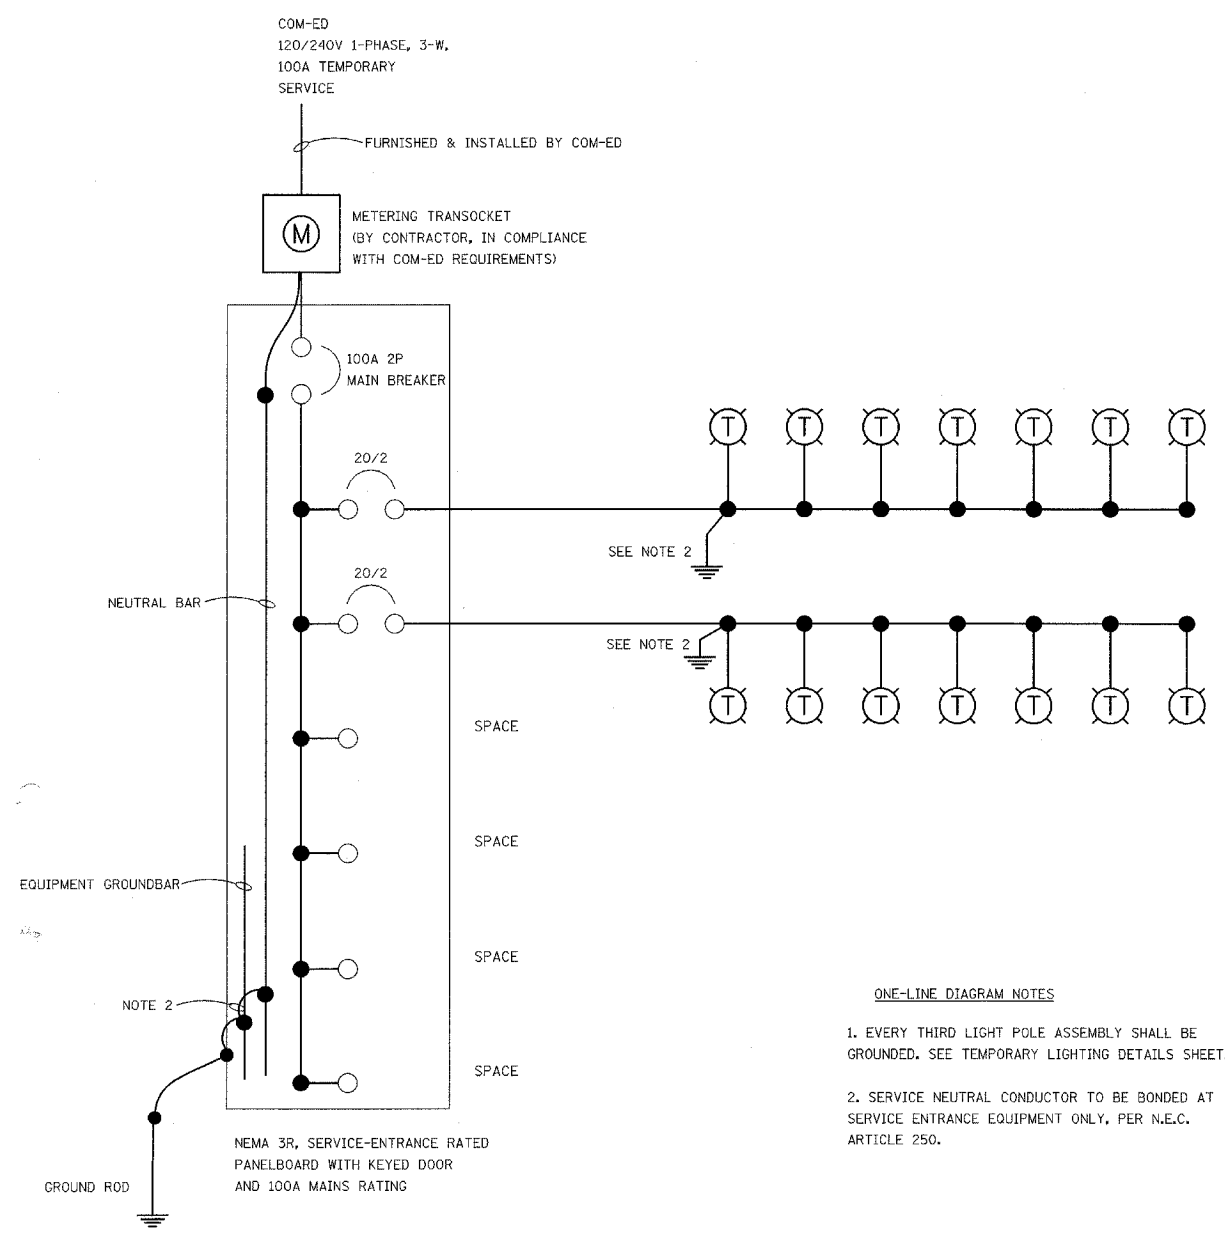 COM-ED
120/240V 1-PHASE, 3-W,
100A TEMPORARY
SERVICE
FURNISHED & INSTALLED BY COM-ED
M
METERING TRANSOCKET
(BY CONTRACTOR, IN COMPLIANCE
WITH COM-ED REQUIREMENTS)
100A 2P
MAIN BREAKER
T T T T T T T
20/2
SEE NOTE 2
20/2
NEUTRAL BAR
SEE NOTE 2
T T T T T T T
SPACE
SPACE
EQUIPMENT GROUNDBAR
SPACE
NOTE 2
SPACE
ONE-LINE DIAGRAM NOTES
1. EVERY THIRD LIGHT POLE ASSEMBLY SHALL BE
GROUNDED. SEE TEMPORARY LIGHTING DETAILS SHEET
2. SERVICE NEUTRAL CONDUCTOR TO BE BONDED AT
SERVICE ENTRANCE EQUIPMENT ONLY, PER N.E.C.
ARTICLE 250.
NEMA 3R, SERVICE-ENTRANCE RATED
PANELBOARD WITH KEYED DOOR
AND 100A MAINS RATING
GROUND ROD